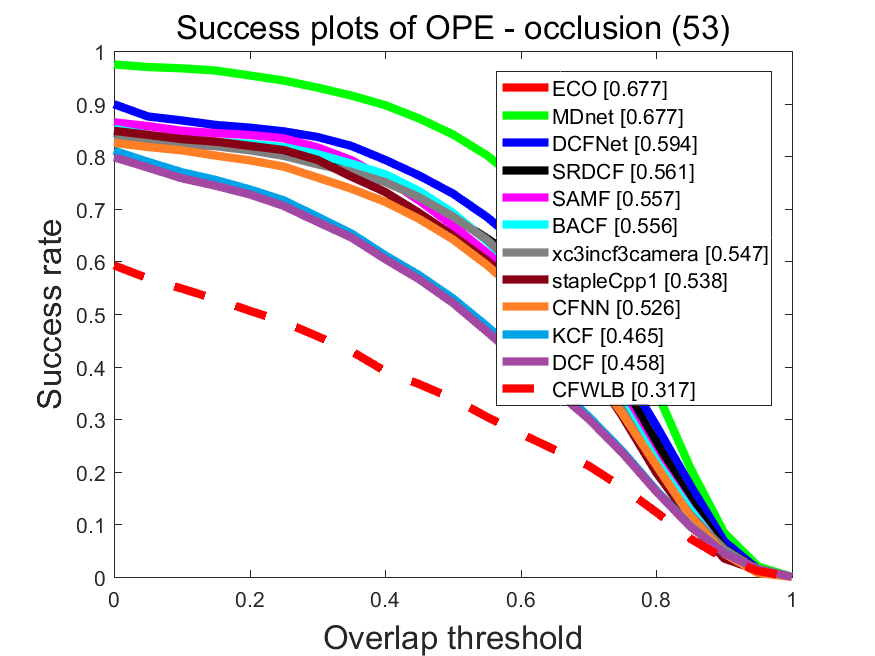 Success plots of OPE - occlusion (53)
1
0.9
0.8
0.7
0.6
0.5
0.4
0.3
0.2
0.1
0
Success rate
ECO [0.677]
MDnet [0.677]
DCFNet [0.594]
SRDCF [0.561]
SAMF [0.557]
BACF [0.556]
xc3incf3camera [0.547]
stapleCpp1 [0.538]
CFNN [0.526]
KCF [0.465]
DCF [0.458]
CFWLB [0.317]
0 0.2 0.4 0.6 0.8 1
Overlap threshold